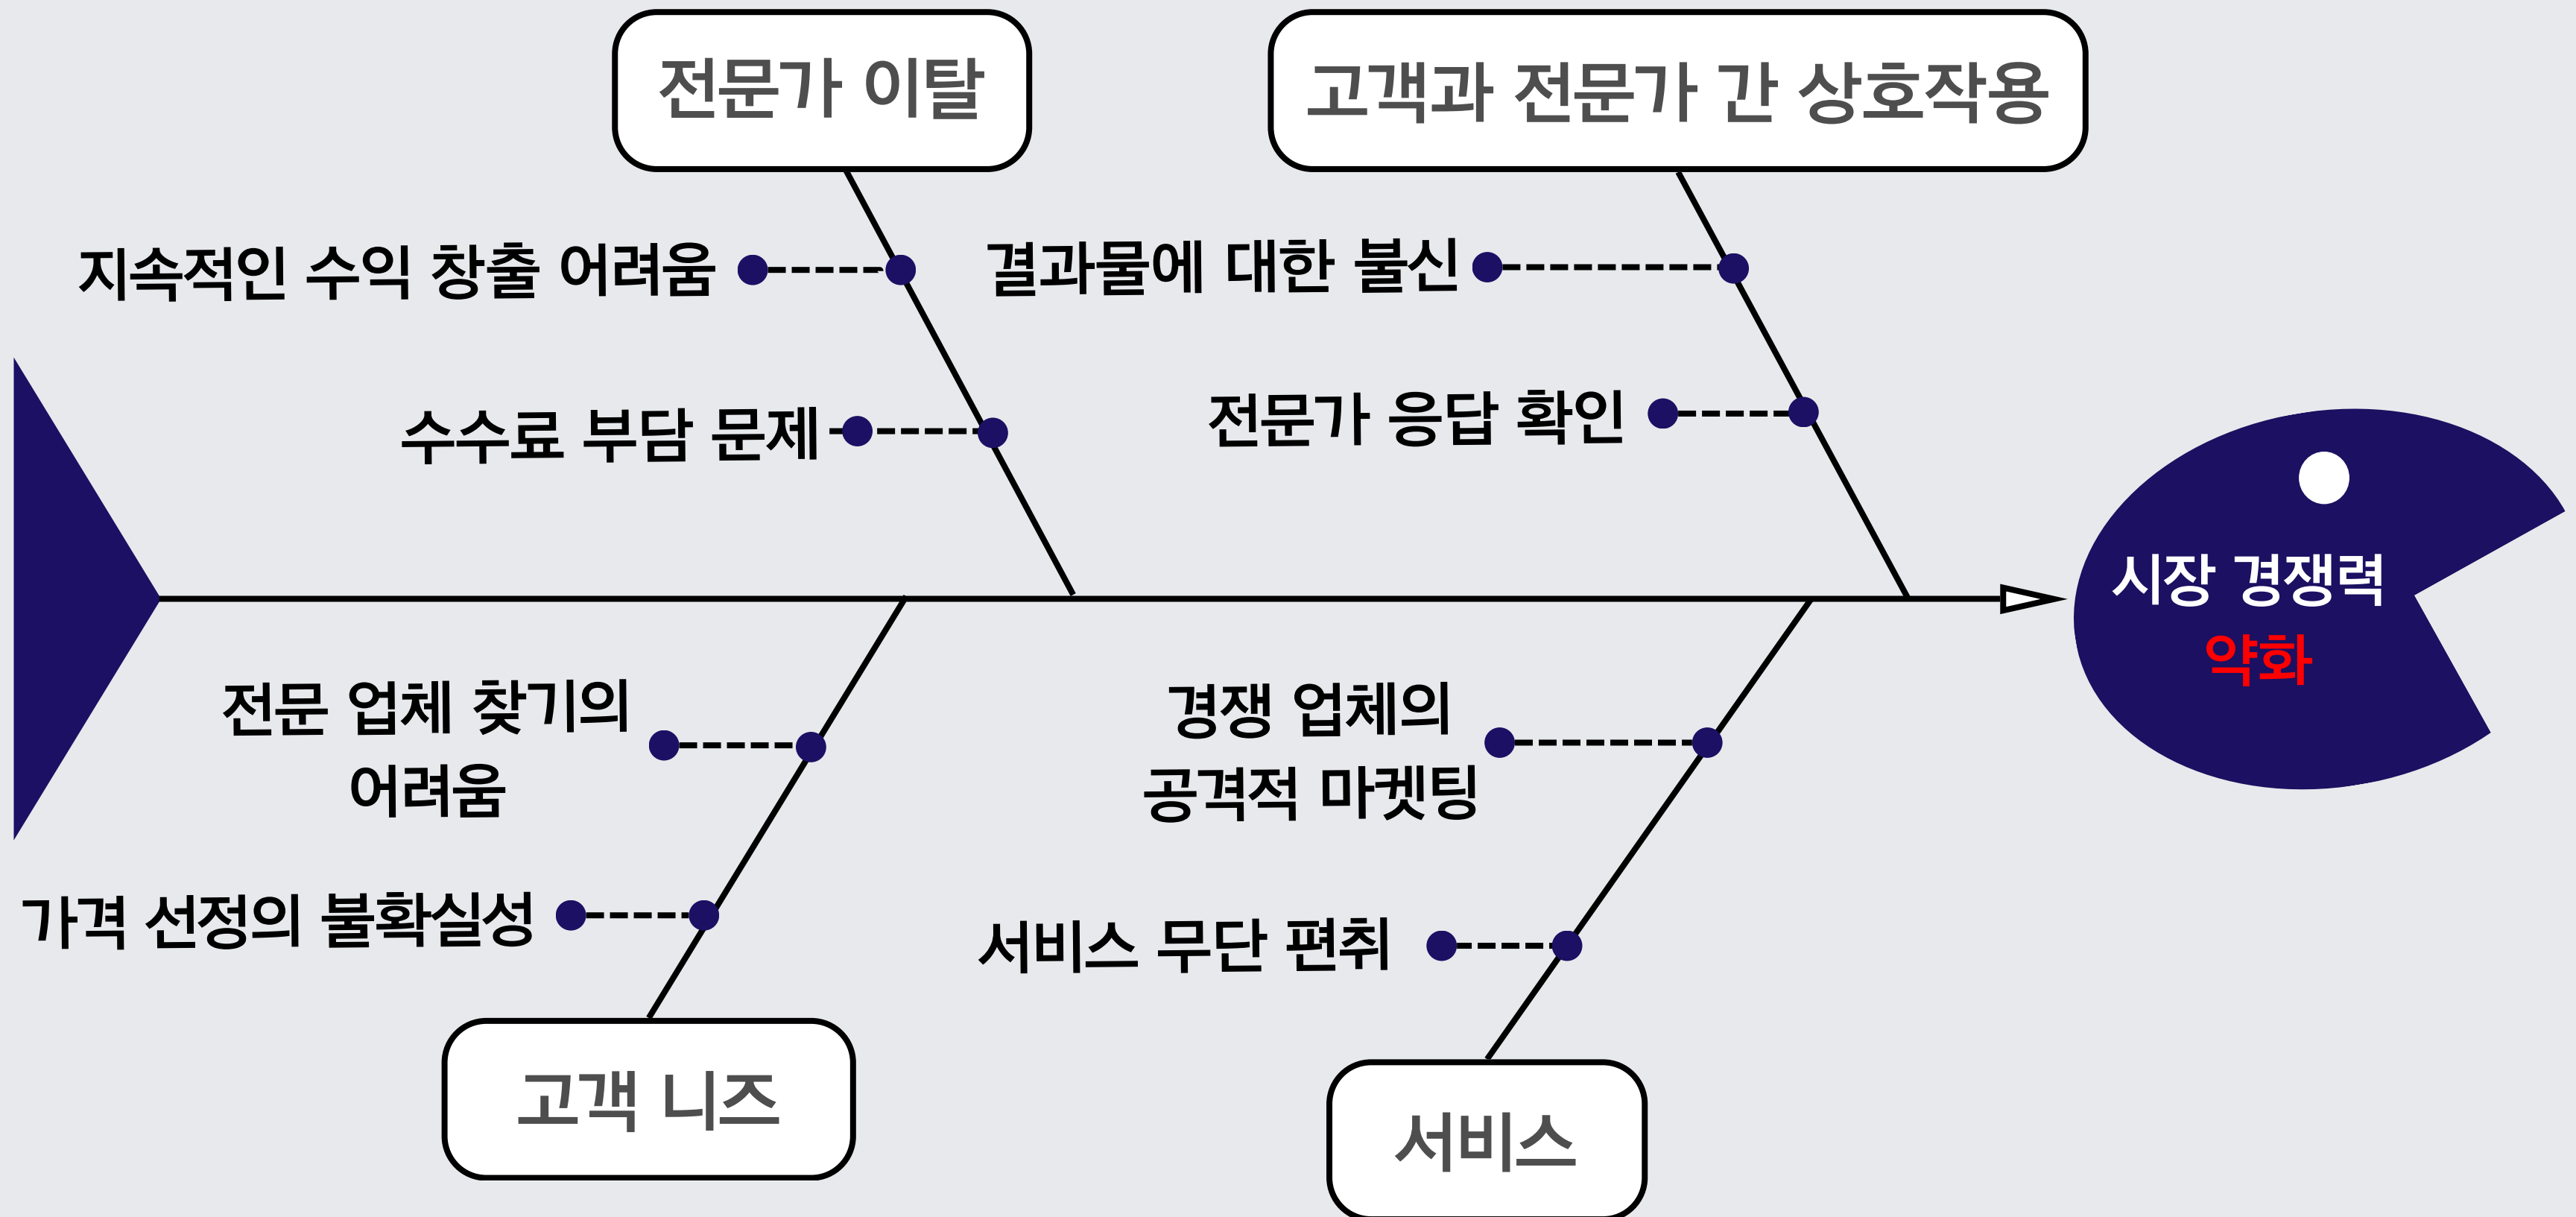 전문가 이탈
고객과 전문가 간 상호작용
지속적인 수익 창출 어려움
결과물에 대한 불신
수수료 부담 문제
전문가 응답 확인
시장 경쟁력
약화
전문 업체 찾기의
어려움
경쟁 업체의
공격적 마켓팅
가격 선정의 불확실성
서비스 무단 편취
고객 니즈
서비스